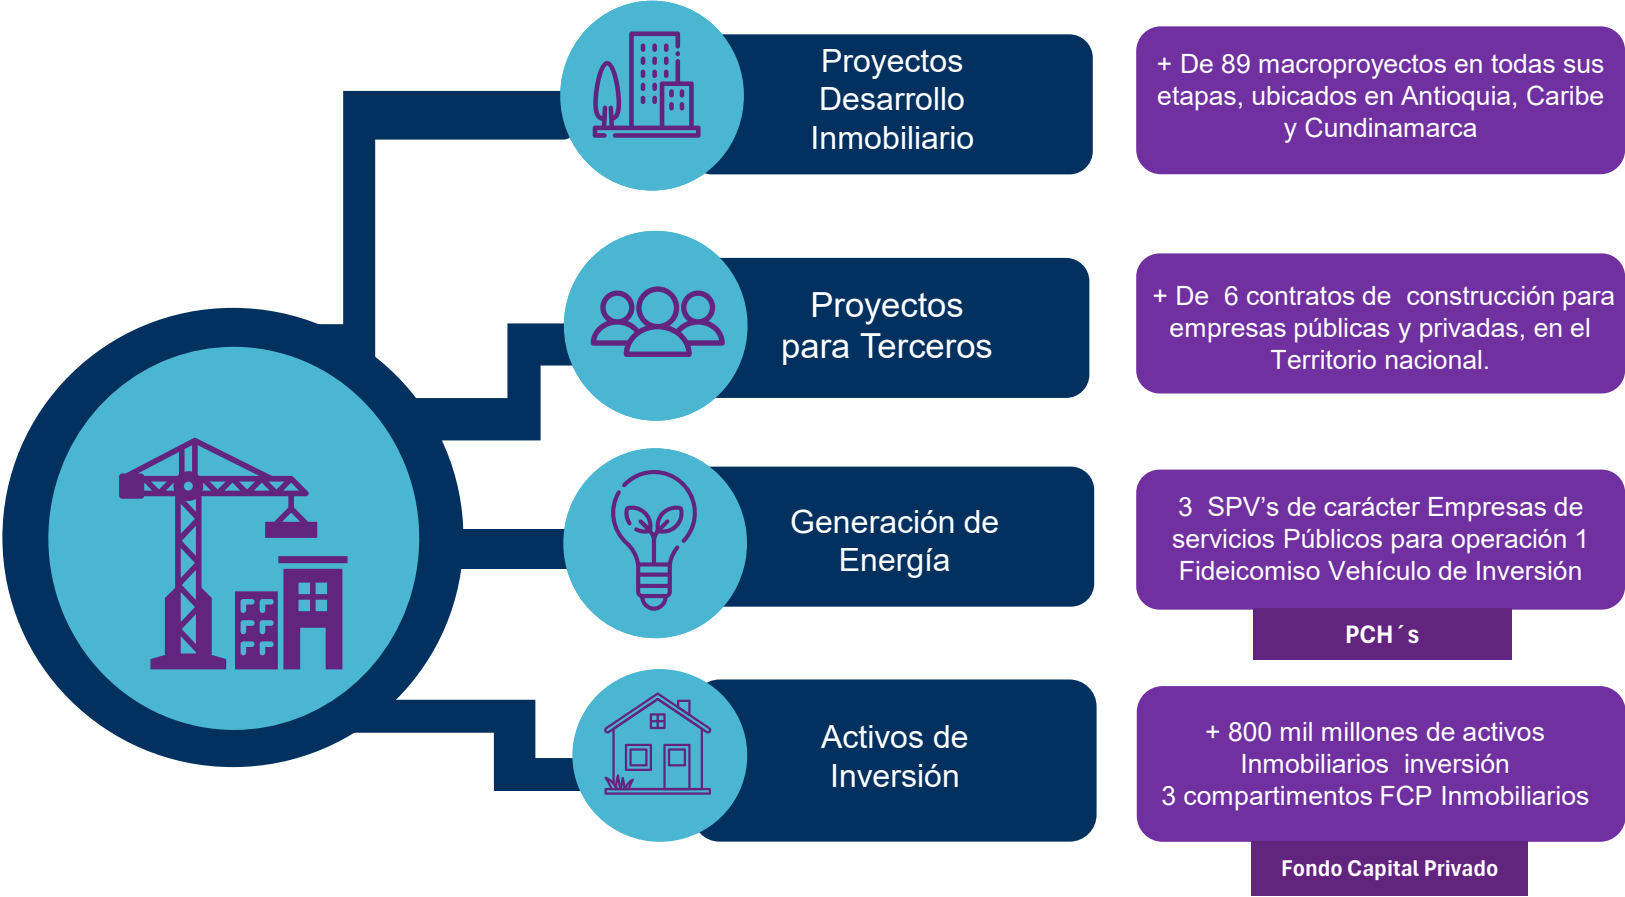 Proyectos
Desarrollo
Inmobiliario
+ De 89 macroproyectos en todas sus
etapas, ubicados en Antioquia, Caribe
y Cundinamarca
Proyectos
para Terceros
+ De  6 contratos de  construcción para
empresas públicas y privadas, en el
Territorio nacional.
Generación de
Energía
3  SPV’s de carácter Empresas de
servicios Públicos para operación 1
Fideicomiso Vehículo de Inversión
PCH´s
Activos de
Inversión
+ 800 mil millones de activos
Inmobiliarios  inversión
3 compartimentos FCP Inmobiliarios
Fondo Capital Privado